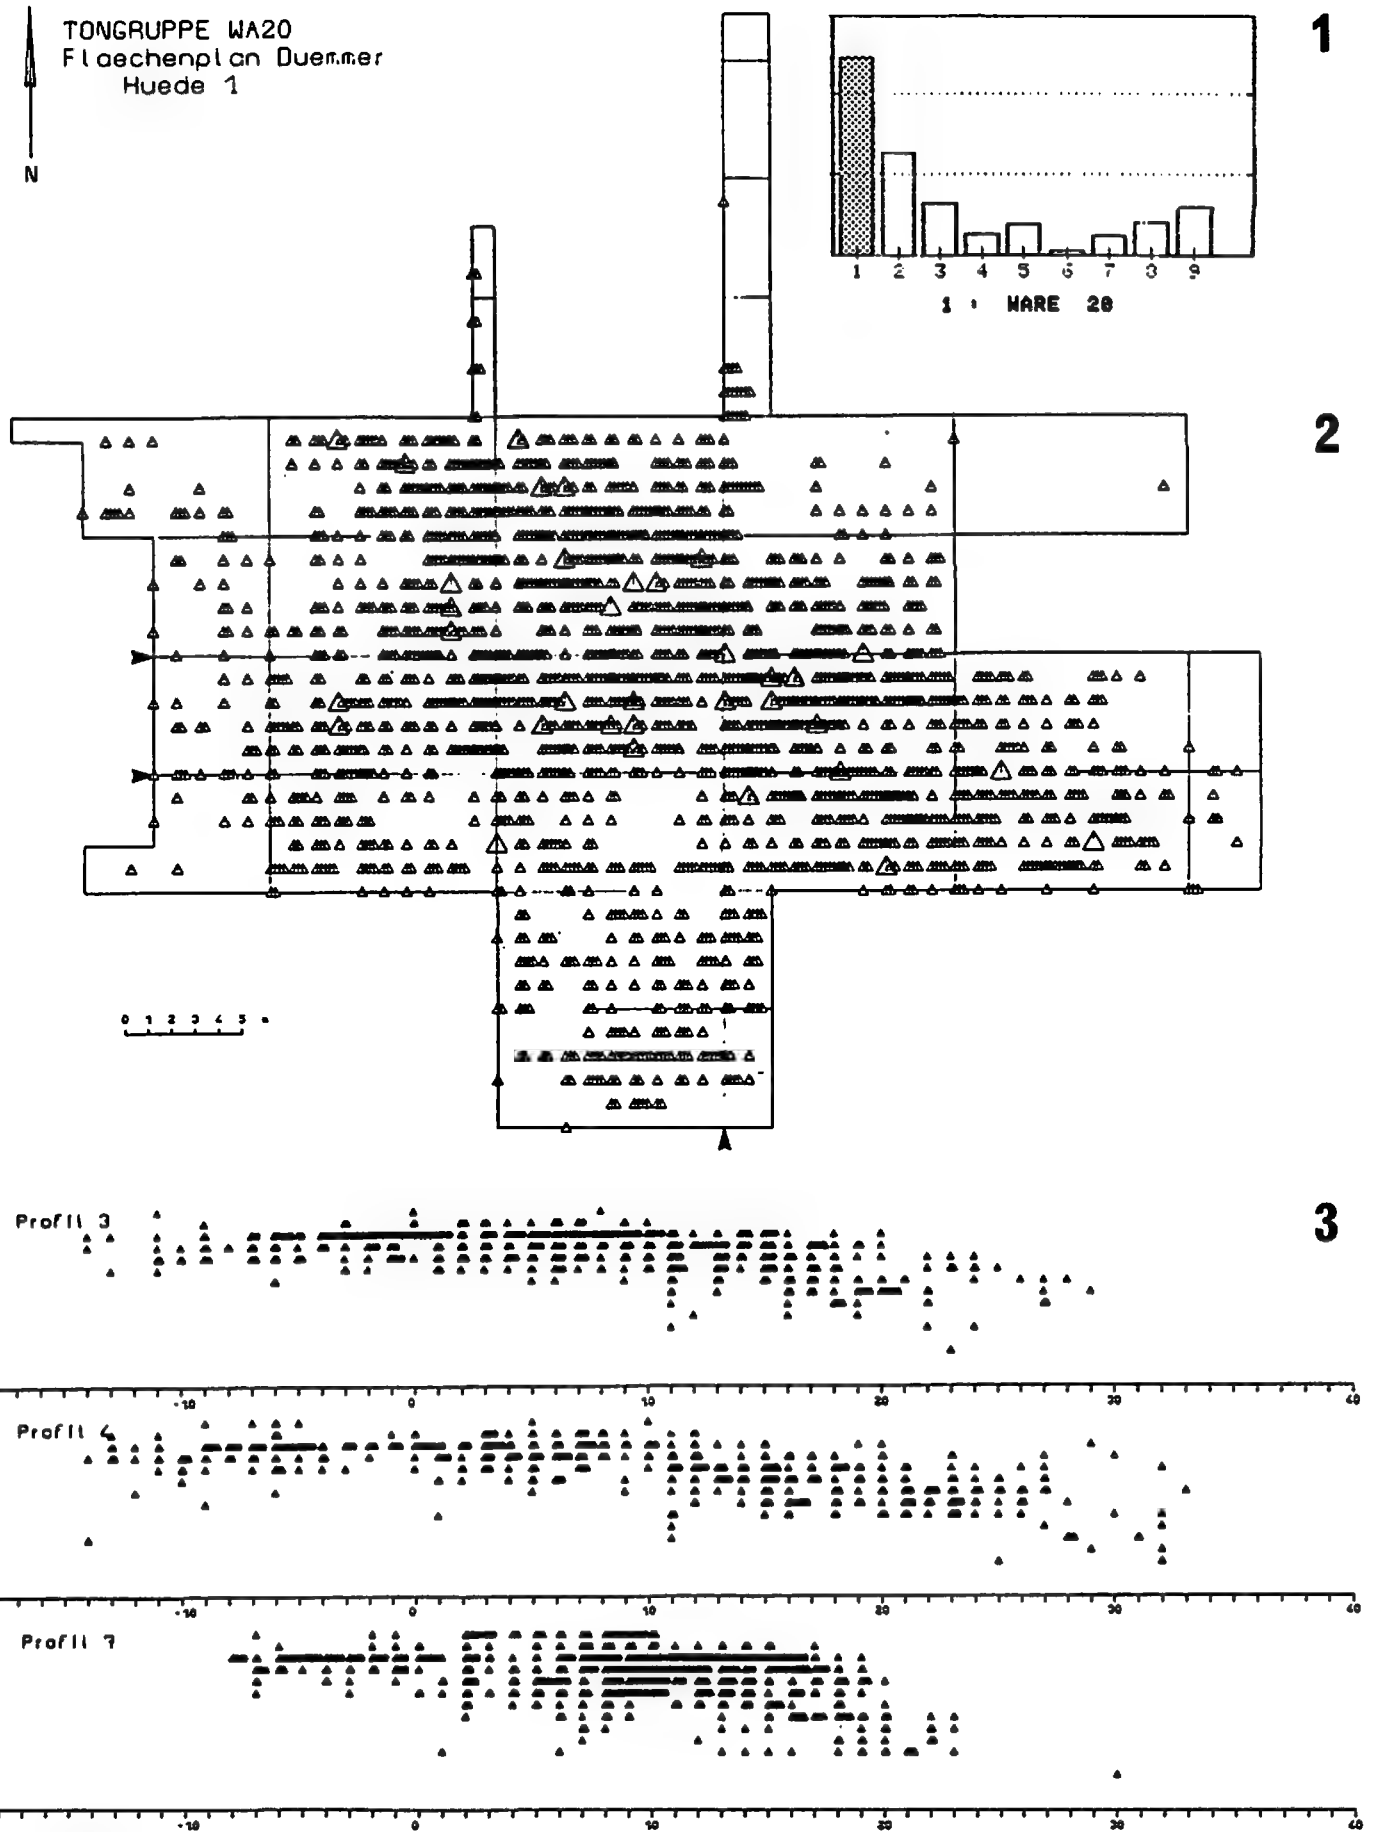 TONGRUPPE WA20
Flaechenplan Duemmer
Huede 1
N
1
1 2 3 4 5 6 7 8 9
1 : WARE 20
2
0 1 2 3 4 5 m
3
Profil 3
-10 0 10 20 30 40
Profil 4
-10 0 10 20 30 40
Profil 7
-10 0 10 20 30 40